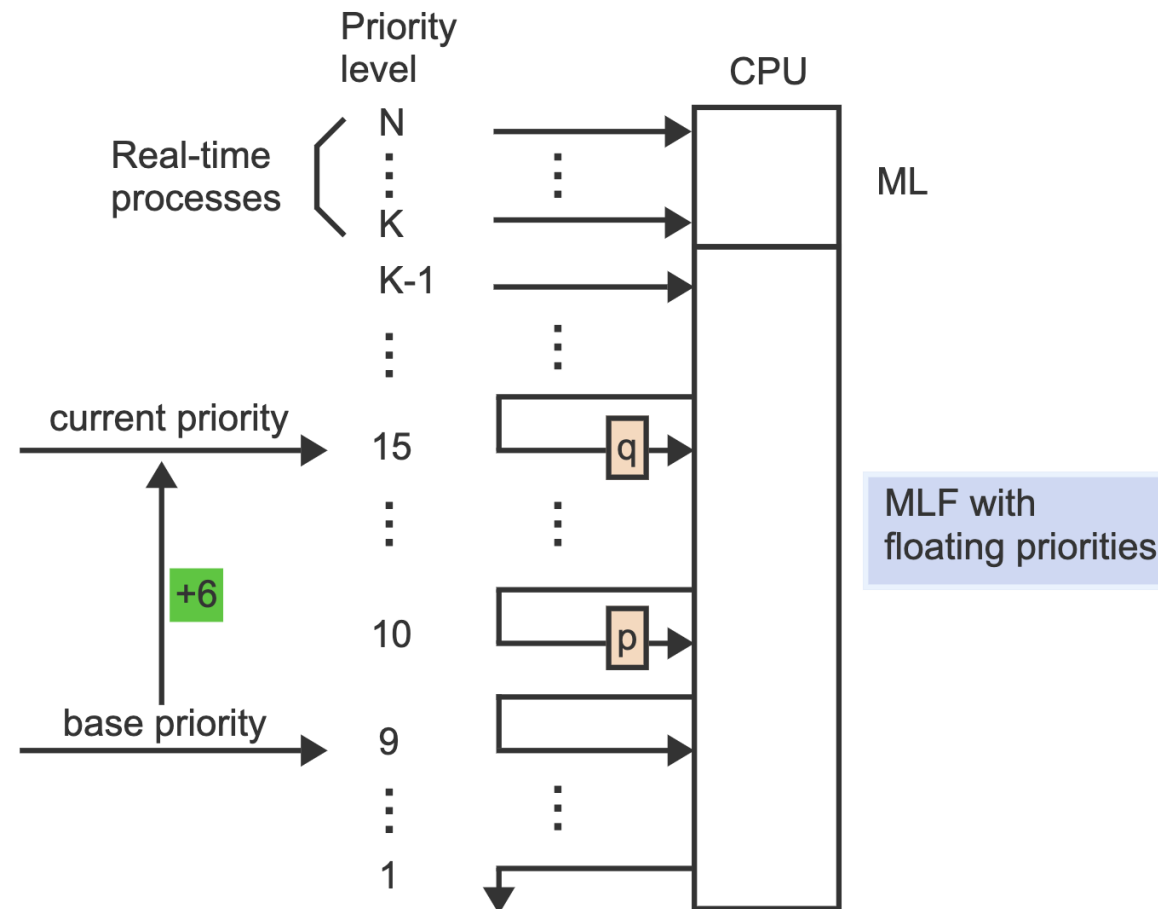 Priority
level
CPU
N
Real-time
processes
ML
K
K-1
current priority
15
q
MLF with
floating priorities
+6
10
p
base priority
9
1